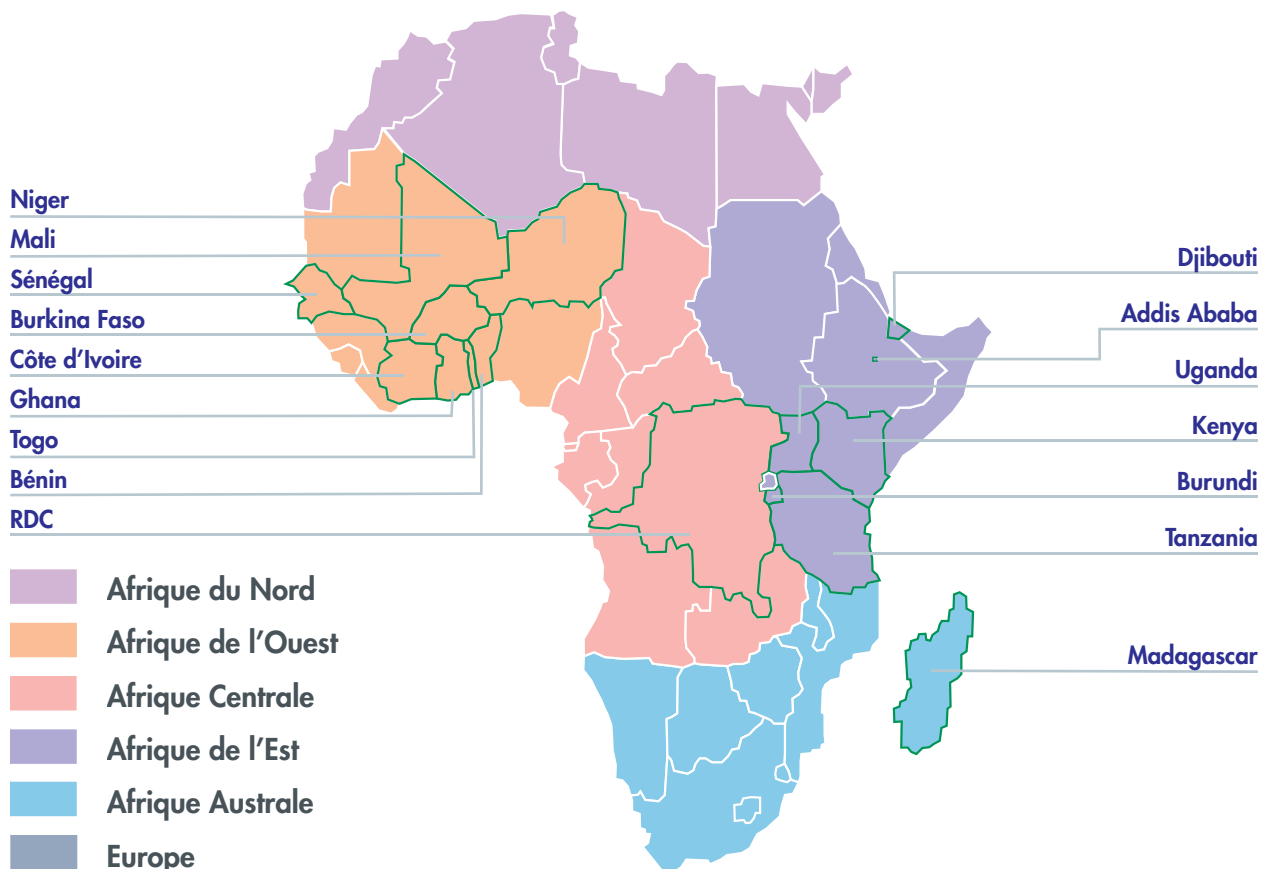 Niger
Mali
Sénégal
Burkina Faso
Côte d'Ivoire
Ghana
Togo
Bénin
RDC
Djibouti
Addis Ababa
Uganda
Kenya
Burundi
Tanzania
Madagascar
Afrique du Nord
Afrique de l'Ouest
Afrique Centrale
Afrique de l'Est
Afrique Australe
Europe